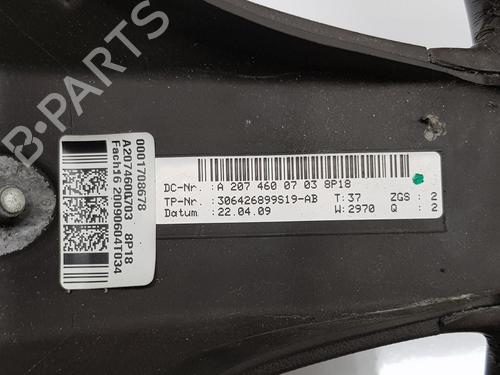 B-PARTS
0001708678
A2074600703 8P18
Fach16 20090604T034
DC-Nr. : A 207 460 07 03 8P18
TP-Nr. : 306426899S19-AB T:37 ZGS : 2
Datum : 22.04.09 W:2970 Q : 2